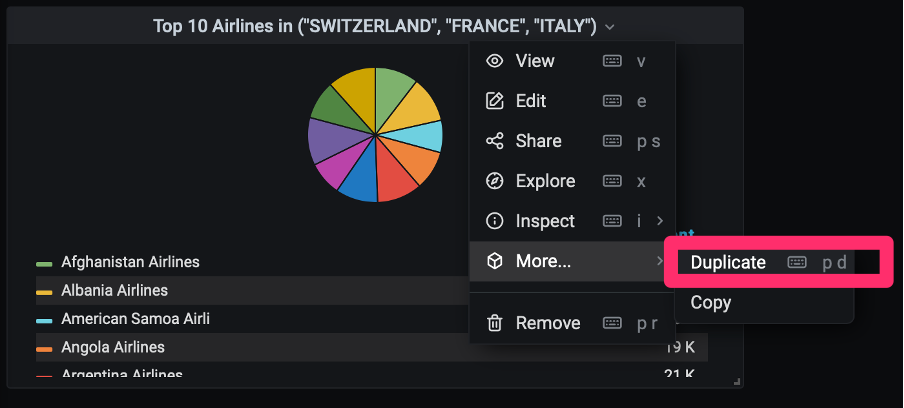 Top 10 Airlines in ("SWITZERLAND", "FRANCE", "ITALY")
View v
Edit e
Share p s
Explore x
Inspect i
More...
Duplicate p d
Copy
Remove p r
Afghanistan Airlines
Albania Airlines
American Samoa Airli
Angola Airlines 19 K
Argentina Airlines 21 K